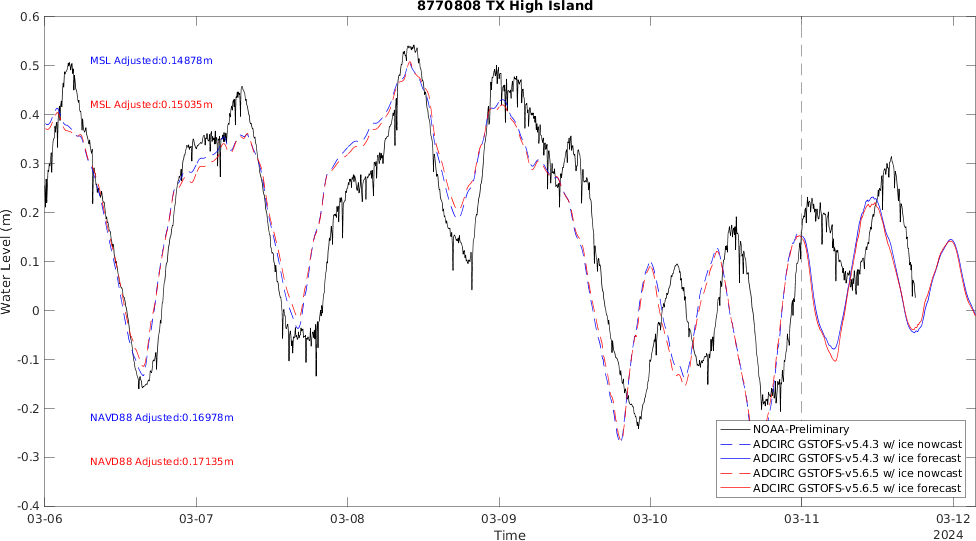 8770808 TX High Island
0.6
0.5
0.4
0.3
0.2
0.1
0
-0.1
-0.2
-0.3
-0.4
Water Level (m)
MSL Adjusted:0.14878m
MSL Adjusted:0.15035m
NAVD88 Adjusted:0.16978m
NAVD88 Adjusted:0.17135m
NOAA-Preliminary
ADCIRC GSTOFS-v5.4.3 w/ ice nowcast
ADCIRC GSTOFS-v5.4.3 w/ ice forecast
ADCIRC GSTOFS-v5.6.5 w/ ice nowcast
ADCIRC GSTOFS-v5.6.5 w/ ice forecast
03-06 03-07 03-08 03-09 03-10 03-11 03-12
2024
Time